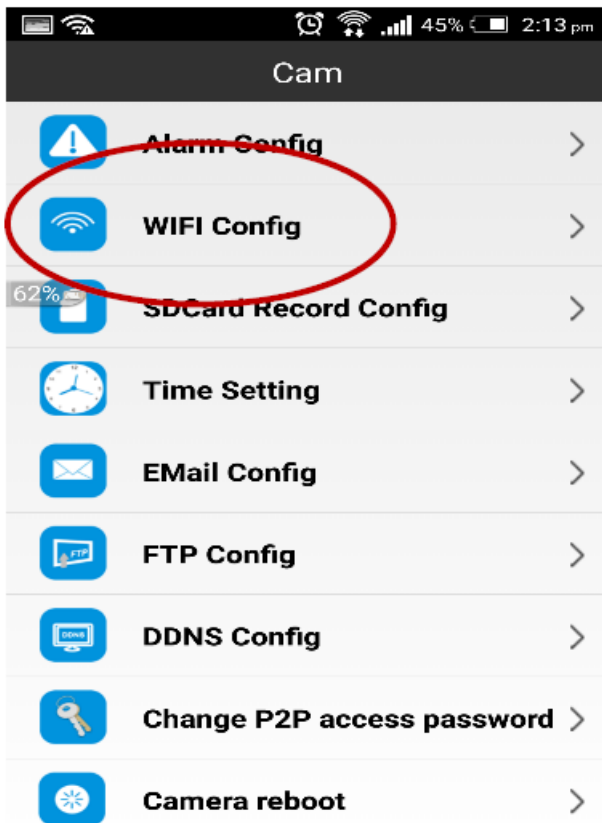 45% 2:13 pm
Cam
Alarm Config
WIFI Config
62%
SDCard Record Config
Time Setting
EMail Config
FTP
FTP Config
DDNS
DDNS Config
Change P2P access password
Camera reboot